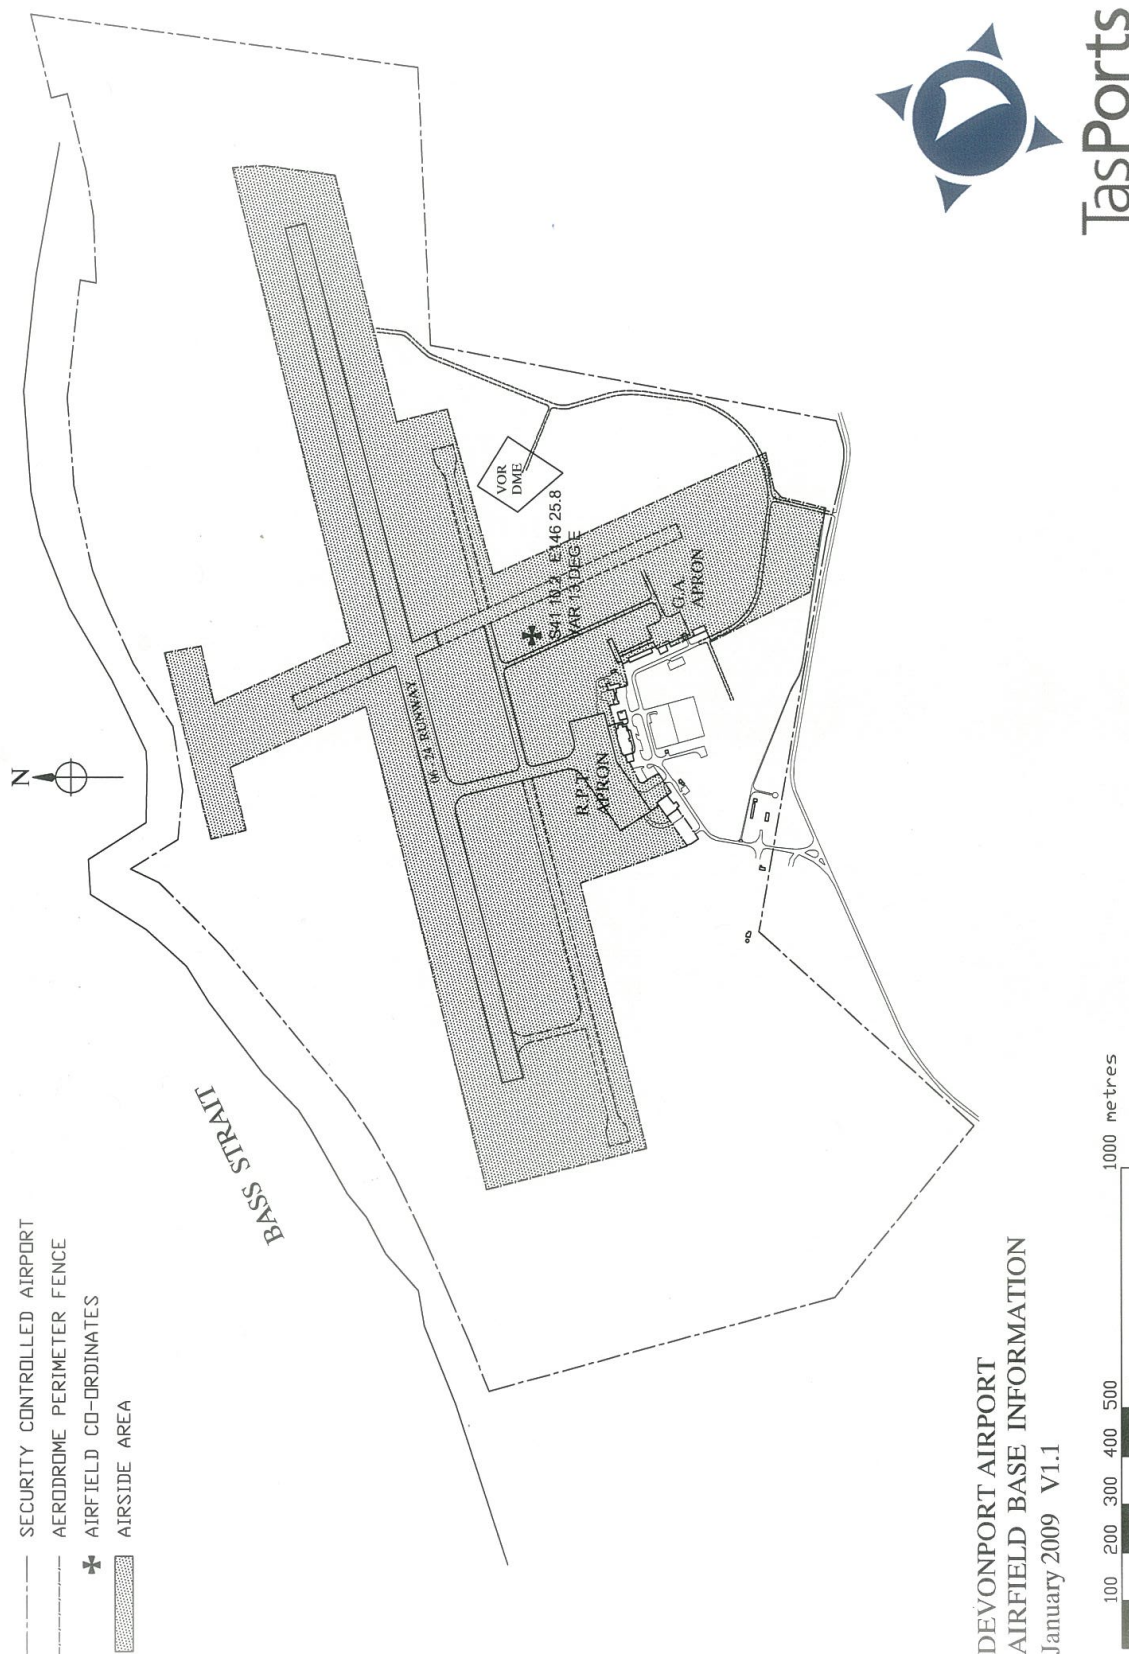 SECURITY CONTROLLED AIRPORT
AERODROME PERIMETER FENCE
AIRFIELD CO-ORDINATES
AIRSIDE AREA
N
BASS STRAIT
06 24 RUNWAY
VOR
DME
S41 10.2 E146 25.8
VAR 13 DEG E
G.A
APRON
R.P.T
APRON
DEVONPORT AIRPORT
AIRFIELD BASE INFORMATION
January 2009 V1.1
100 200 300 400 500 1000 metres
TasPorts